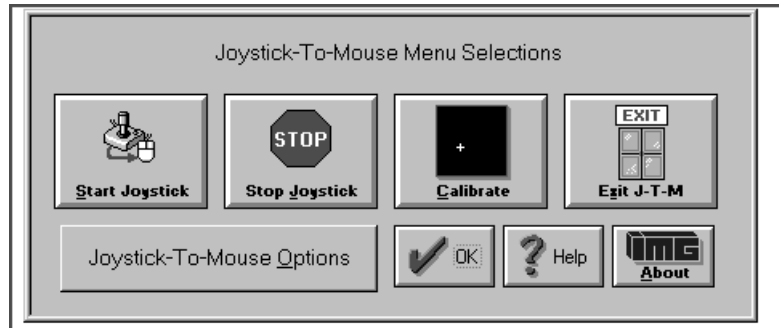 Joystick-To-Mouse Menu Selections
STOP
EXIT
Start Joystick
Stop Joystick
Calibrate
Exit J-T-M
Joystick-To-Mouse Options
OK
Help
IMG
About